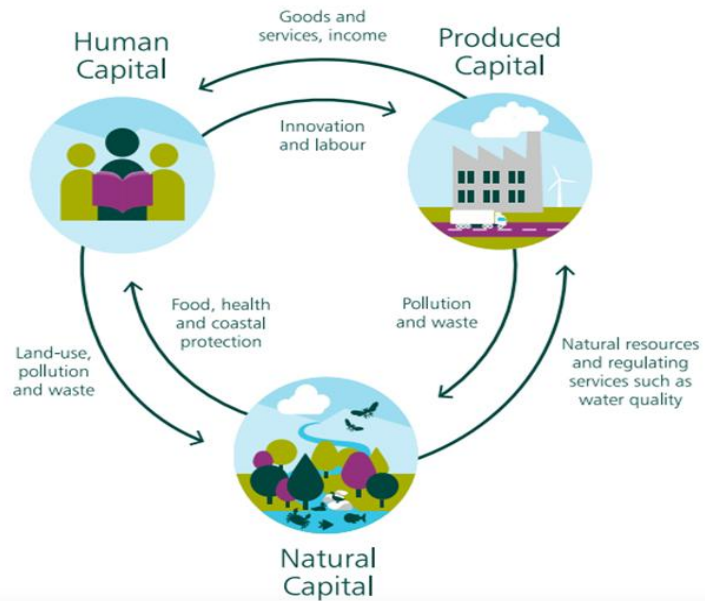 Goods and
services, income
Human
Capital
Produced
Capital
Innovation
and labour
Food, health
and coastal
protection
Pollution
and waste
Land-use,
pollution
and waste
Natural resources
and regulating
services such as
water quality
Natural
Capital